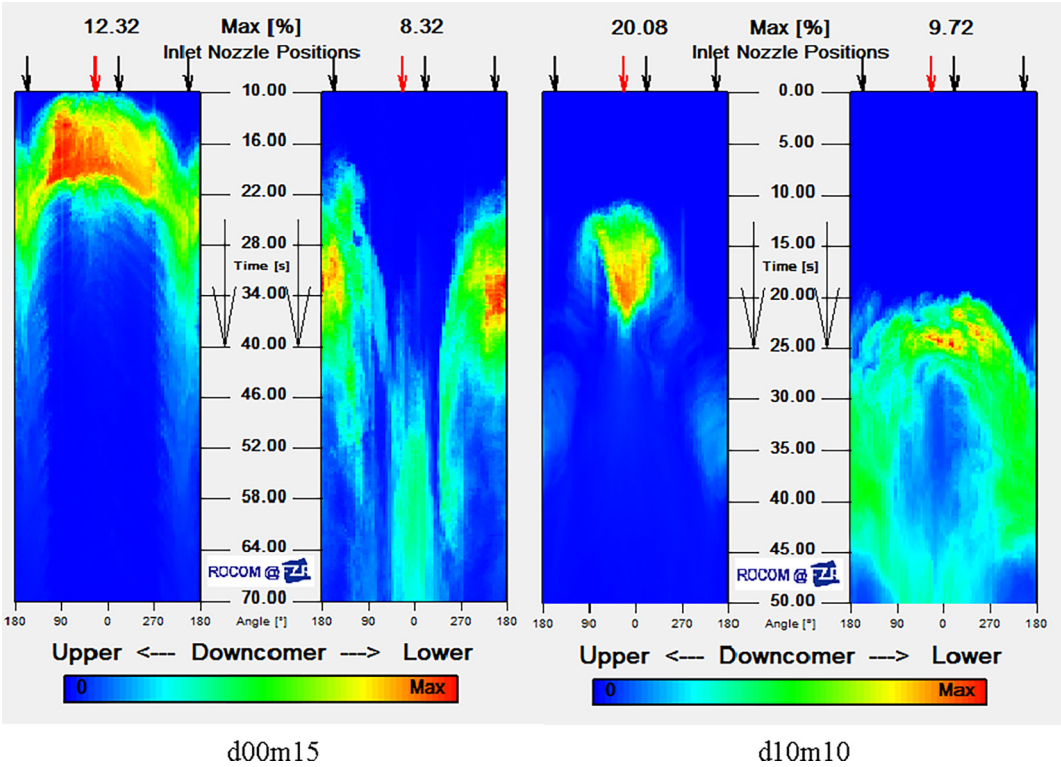 12.32 Max [%] 8.32
Inlet Nozzle Positions
10.00
16.00
22.00
28.00
Time [s]
34.00
40.00
46.00
52.00
58.00
64.00
ROCOM @ FZR
70.00
180 90 0 270 180 Angle [°] 180 90 0 270 180
Upper <--- Downcomer ---> Lower
0 Max
d00m15
20.08 Max [%] 9.72
Inlet Nozzle Positions
0.00
5.00
10.00
15.00
Time [s]
20.00
25.00
30.00
35.00
40.00
45.00
ROCOM @ FZR
50.00
180 90 0 270 180 Angle [°] 180 90 0 270 180
Upper <--- Downcomer ---> Lower
0 Max
d10m10